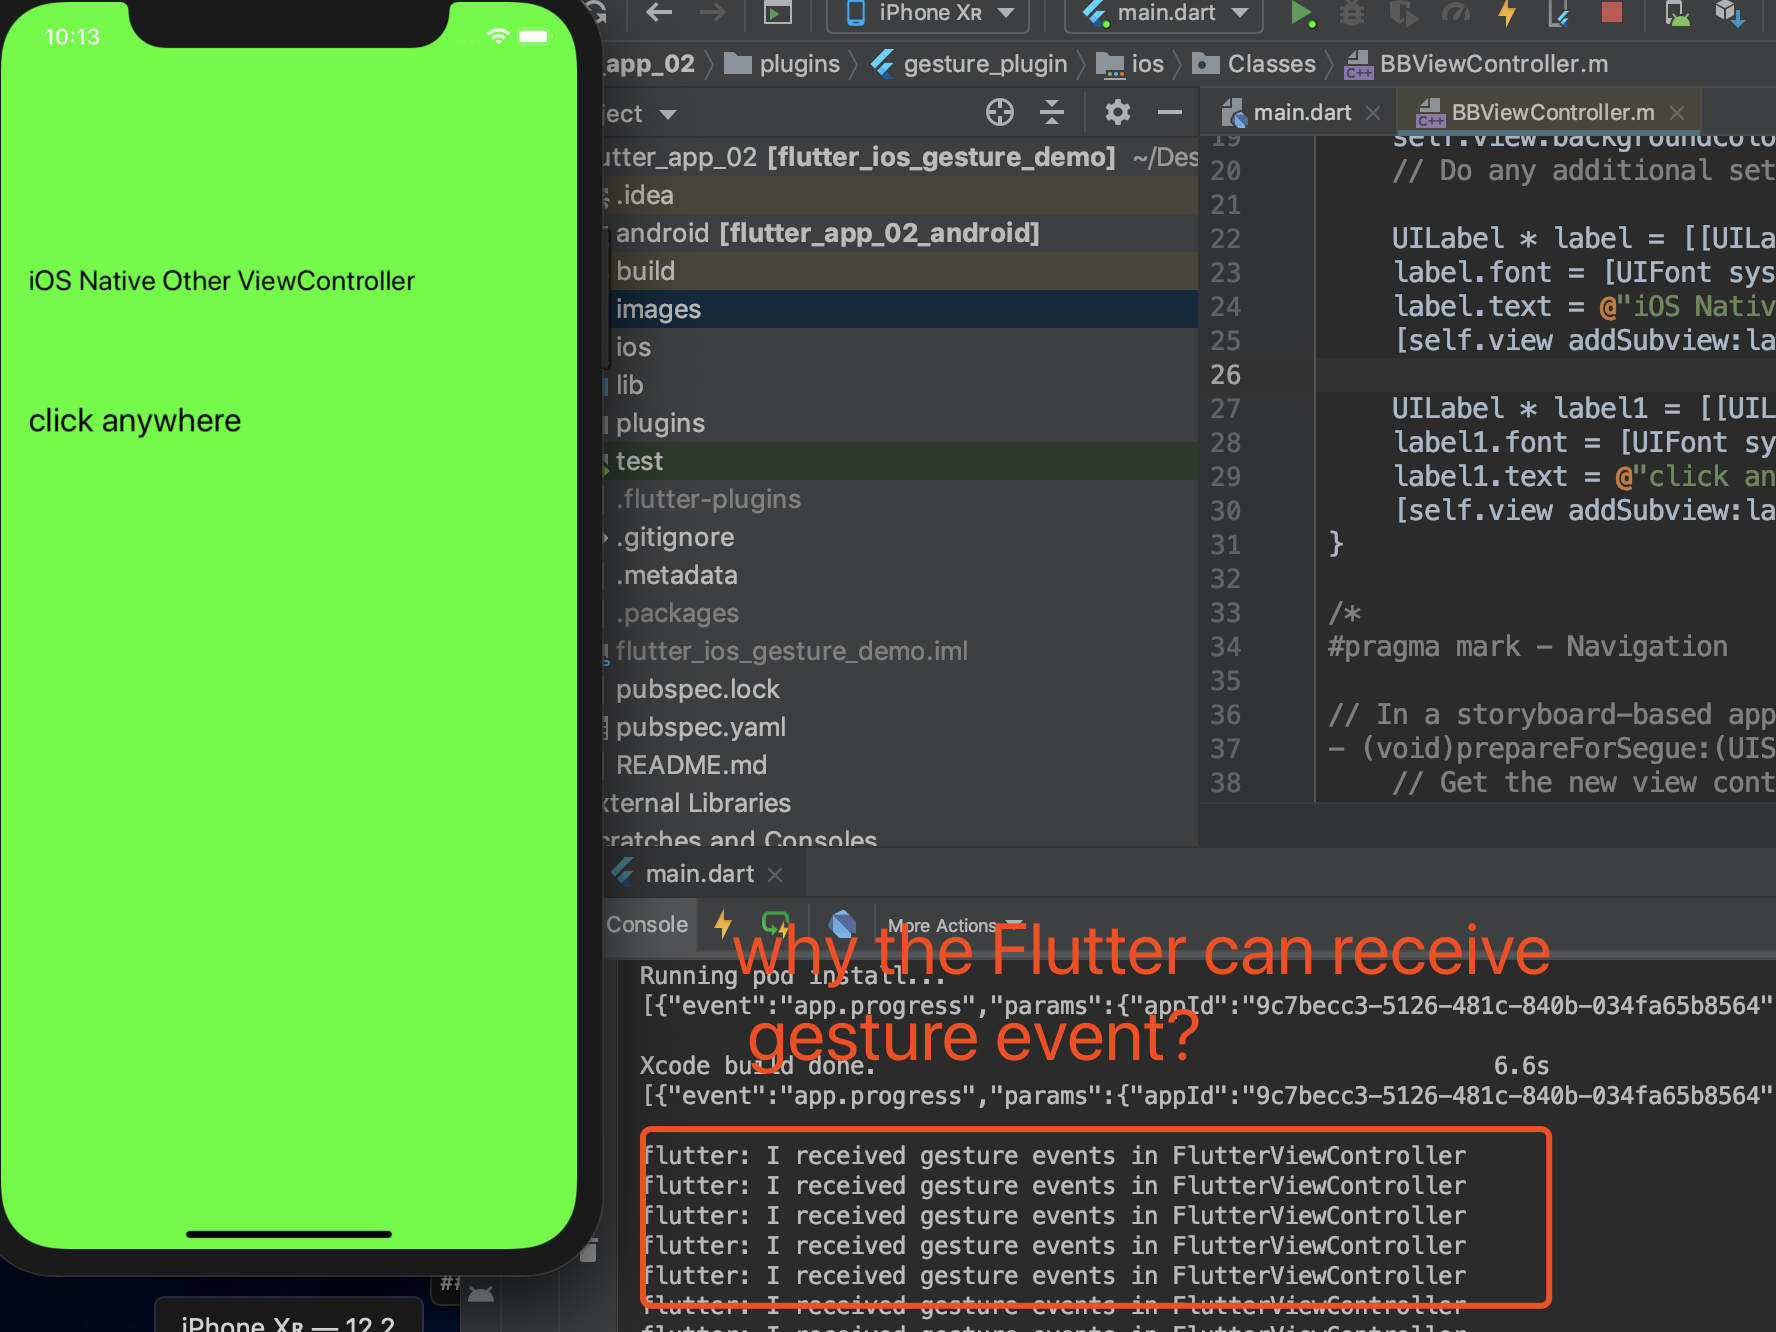 10:13
iOS Native Other ViewController
click anywhere
iPhone XR
main.dart
_app_02
plugins
gesture_plugin
ios
Classes
BBViewController.m
ject
main.dart
BBViewController.m
utter_app_02 [flutter_ios_gesture_demo] ~/Des
.idea
android [flutter_app_02_android]
build
images
ios
lib
plugins
test
.flutter-plugins
.gitignore
.metadata
.packages
flutter_ios_gesture_demo.iml
pubspec.lock
pubspec.yaml
README.md
xternal Libraries
cratches and Consoles
19 self.view.backgroundColo
20 // Do any additional set
21
22 UILabel * label = [[UILa
23 label.font = [UIFont sys
24 label.text = @"iOS Nativ
25 [self.view addSubview:la
26
27 UILabel * label1 = [[UIL
28 label1.font = [UIFont sy
29 label1.text = @"click an
30 [self.view addSubview:la
31 }
32
33 /*
34 #pragma mark - Navigation
35
36 // In a storyboard-based app
37 - (void)prepareForSegue:(UIS
38 // Get the new view cont
main.dart
Console
More Actions
why the Flutter can receive
gesture event?
Running pod install...
[{"event":"app.progress","params":{"appId":"9c7becc3-5126-481c-840b-034fa65b8564"
Xcode build done. 6.6s
[{"event":"app.progress","params":{"appId":"9c7becc3-5126-481c-840b-034fa65b8564"
flutter: I received gesture events in FlutterViewController
flutter: I received gesture events in FlutterViewController
flutter: I received gesture events in FlutterViewController
flutter: I received gesture events in FlutterViewController
flutter: I received gesture events in FlutterViewController
flutter: I received gesture events in FlutterViewController
flutter: I received gesture events in FlutterViewController
##
iPhone XR — 12.2